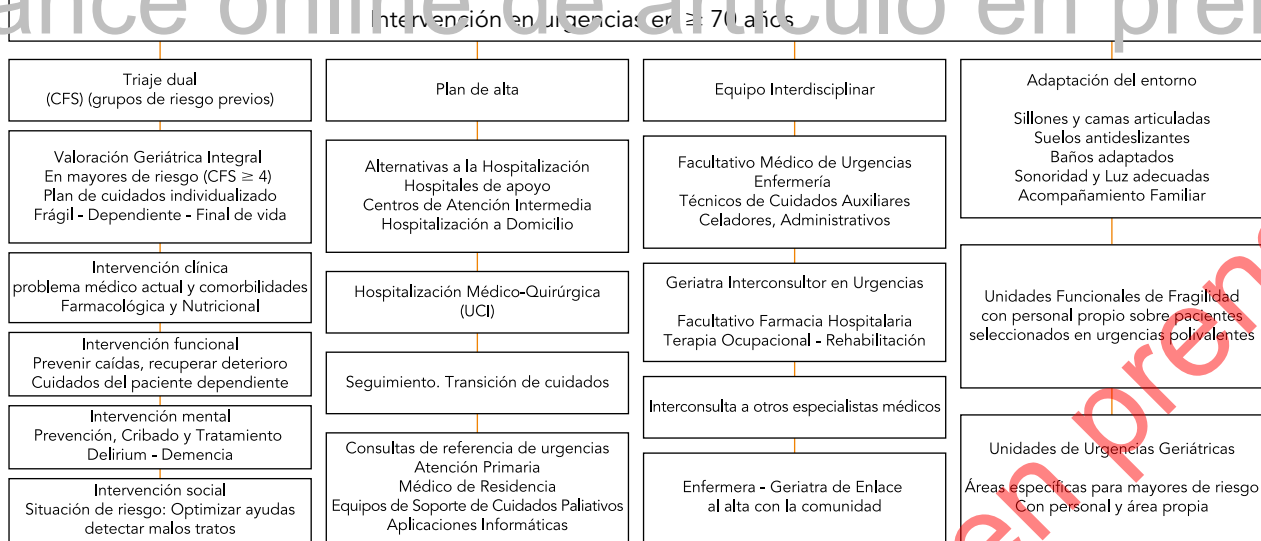 ance online de artículo en pren
Intervención en urgencias en ≥ 70 años
Triaje dual
(CFS) (grupos de riesgo previos)
Valoración Geriátrica Integral
En mayores de riesgo (CFS ≥ 4)
Plan de cuidados individualizado
Frágil - Dependiente - Final de vida
Intervención clínica
problema médico actual y comorbilidades
Farmacológica y Nutricional
Intervención funcional
Prevenir caídas, recuperar deterioro
Cuidados del paciente dependiente
Intervención mental
Prevención, Cribado y Tratamiento
Delirium - Demencia
Intervención social
Situación de riesgo: Optimizar ayudas
detectar malos tratos
Plan de alta
Alternativas a la Hospitalización
Hospitales de apoyo
Centros de Atención Intermedia
Hospitalización a Domicilio
Hospitalización Médico-Quirúrgica
(UCI)
Seguimiento. Transición de cuidados
Consultas de referencia de urgencias
Atención Primaria
Médico de Residencia
Equipos de Soporte de Cuidados Paliativos
Aplicaciones Informáticas
Equipo Interdisciplinar
Facultativo Médico de Urgencias
Enfermería
Técnicos de Cuidados Auxiliares
Celadores, Administrativos
Geriatra Interconsultor en Urgencias
Facultativo Farmacia Hospitalaria
Terapia Ocupacional - Rehabilitación
Interconsulta a otros especialistas médicos
Enfermera - Geriatra de Enlace
al alta con la comunidad
Adaptación del entorno
Sillones y camas articuladas
Suelos antideslizantes
Baños adaptados
Sonoridad y Luz adecuadas
Acompañamiento Familiar
Unidades Funcionales de Fragilidad
con personal propio sobre pacientes
seleccionados en urgencias polivalentes
Unidades de Urgencias Geriátricas
Áreas específicas para mayores de riesgo
Con personal y área propia
en pren